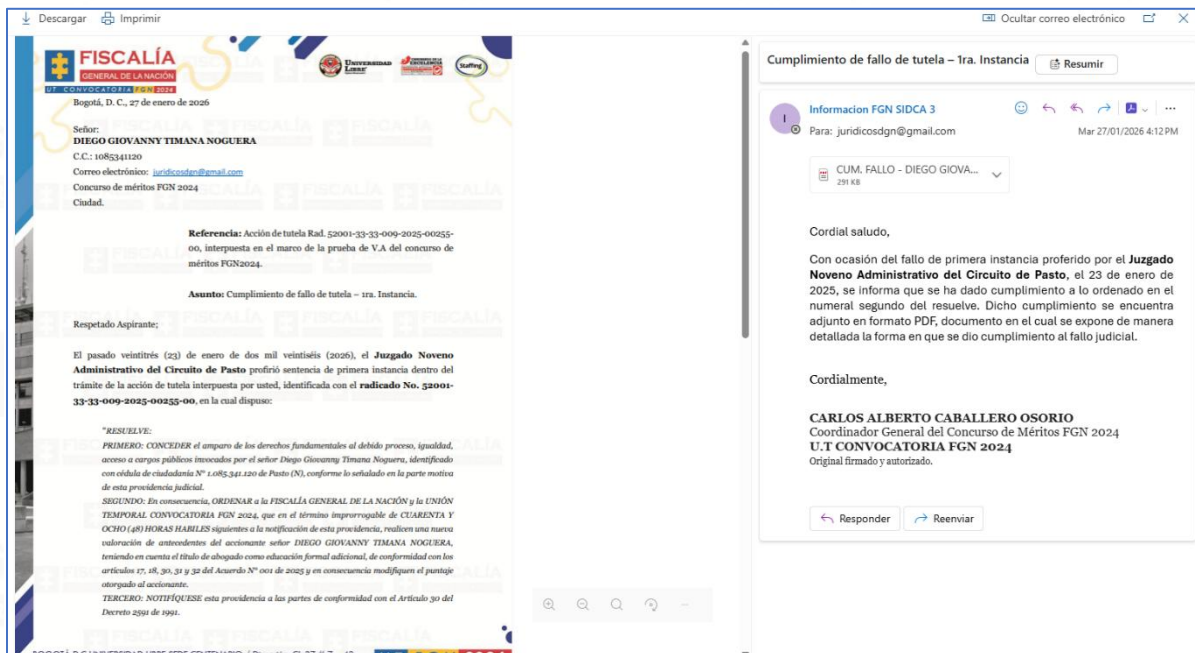 Descargar Imprimir Ocultar correo electrónico
FISCALÍA
GENERAL DE LA NACIÓN
UT CONVOCATORIA FGN 2024
UNIVERSIDAD LIBRE
Staffing
Bogotá, D. C., 27 de enero de 2026
Señor:
DIEGO GIOVANNY TIMANA NOGUERA
C.C.: 1085341120
Correo electrónico: juridicosdgn@gmail.com
Concurso de méritos FGN 2024
Ciudad.
Referencia: Acción de tutela Rad. 52001-33-33-009-2025-00255-
00, interpuesta en el marco de la prueba de V.A del concurso de
méritos FGN2024.
Asunto: Cumplimiento de fallo de tutela – 1ra. Instancia.
Respetado Aspirante;
El pasado veintitrés (23) de enero de dos mil veintiséis (2026), el Juzgado Noveno
Administrativo del Circuito de Pasto profirió sentencia de primera instancia dentro del
trámite de la acción de tutela interpuesta por usted, identificada con el radicado No. 52001-
33-33-009-2025-00255-00, en la cual dispuso:
"RESUELVE:
PRIMERO: CONCEDER el amparo de los derechos fundamentales al debido proceso, igualdad,
acceso a cargos públicos invocados por el señor Diego Giovanny Timana Noguera, identificado
con cédula de ciudadanía N° 1.085.341.120 de Pasto (N), conforme lo señalado en la parte motiva
de esta providencia judicial.
SEGUNDO: En consecuencia, ORDENAR a la FISCALÍA GENERAL DE LA NACIÓN y la UNIÓN
TEMPORAL CONVOCATORIA FGN 2024, que en el término improrrogable de CUARENTA Y
OCHO (48) HORAS HABILES siguientes a la notificación de esta providencia, realicen una nueva
valoración de antecedentes del accionante señor DIEGO GIOVANNY TIMANA NOGUERA,
teniendo en cuenta el título de abogado como educación formal adicional, de conformidad con los
artículos 17, 18, 30, 31 y 32 del Acuerdo N° 001 de 2025 y en consecuencia modifiquen el puntaje
otorgado al accionante.
TERCERO: NOTIFÍQUESE esta providencia a las partes de conformidad con el Artículo 30 del
Decreto 2591 de 1991.
Cumplimiento de fallo de tutela – 1ra. Instancia Resumir
I
Informacion FGN SIDCA 3
Para: juridicosdgn@gmail.com Mar 27/01/2026 4:12 PM
CUM. FALLO - DIEGO GIOVA...
291 KB
Cordial saludo,
Con ocasión del fallo de primera instancia proferido por el Juzgado
Noveno Administrativo del Circuito de Pasto, el 23 de enero de
2025, se informa que se ha dado cumplimiento a lo ordenado en el
numeral segundo del resuelve. Dicho cumplimiento se encuentra
adjunto en formato PDF, documento en el cual se expone de manera
detallada la forma en que se dio cumplimiento al fallo judicial.
Cordialmente,
CARLOS ALBERTO CABALLERO OSORIO
Coordinador General del Concurso de Méritos FGN 2024
U.T CONVOCATORIA FGN 2024
Original firmado y autorizado.
Responder Reenviar